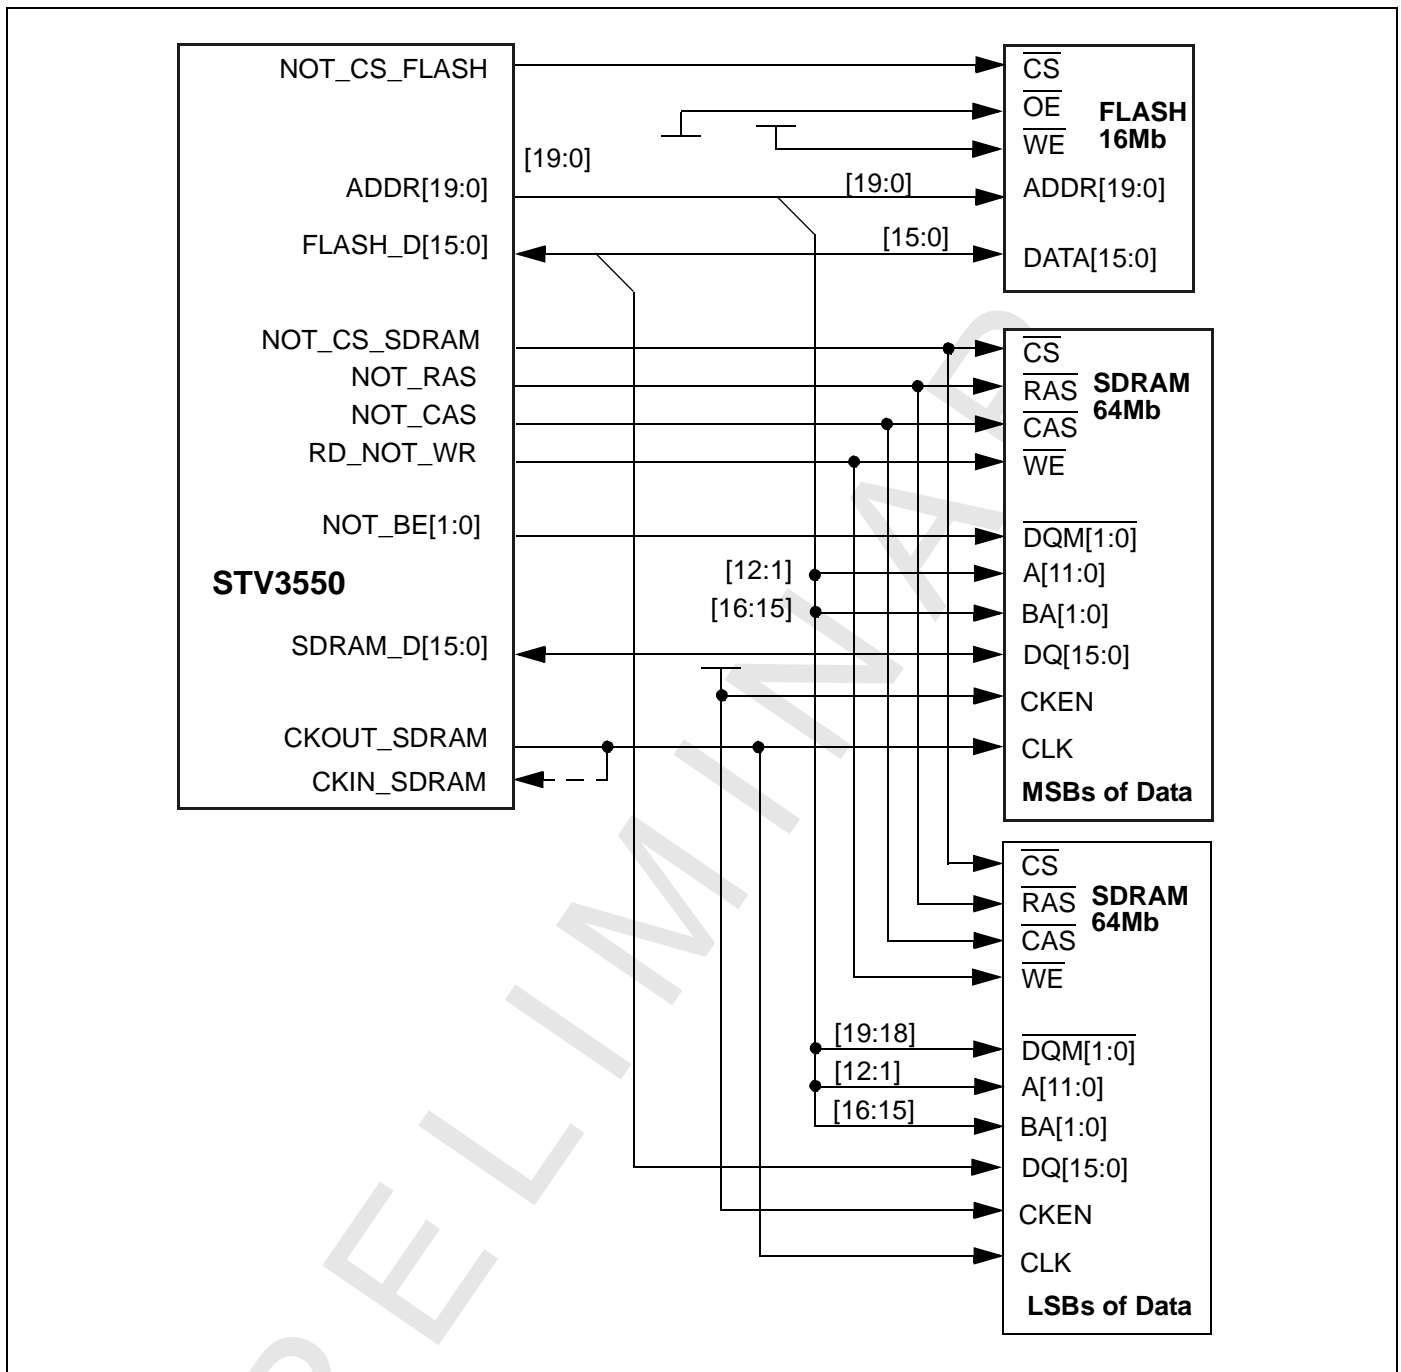 NOT_CS_FLASH
ADDR[19:0]
FLASH_D[15:0]
NOT_CS_SDRAM
NOT_RAS
NOT_CAS
RD_NOT_WR
NOT_BE[1:0]
STV3550
SDRAM_D[15:0]
CKOUT_SDRAM
CKIN_SDRAM
[19:0]
[19:0]
[15:0]
[12:1]
[16:15]
[19:18]
[12:1]
[16:15]
CS
OE
FLASH
16Mb
WE
ADDR[19:0]
DATA[15:0]
CS
RAS
SDRAM
64Mb
CAS
WE
DQM[1:0]
A[11:0]
BA[1:0]
DQ[15:0]
CKEN
CLK
MSBs of Data
CS
RAS
SDRAM
64Mb
CAS
WE
DQM[1:0]
A[11:0]
BA[1:0]
DQ[15:0]
CKEN
CLK
LSBs of Data